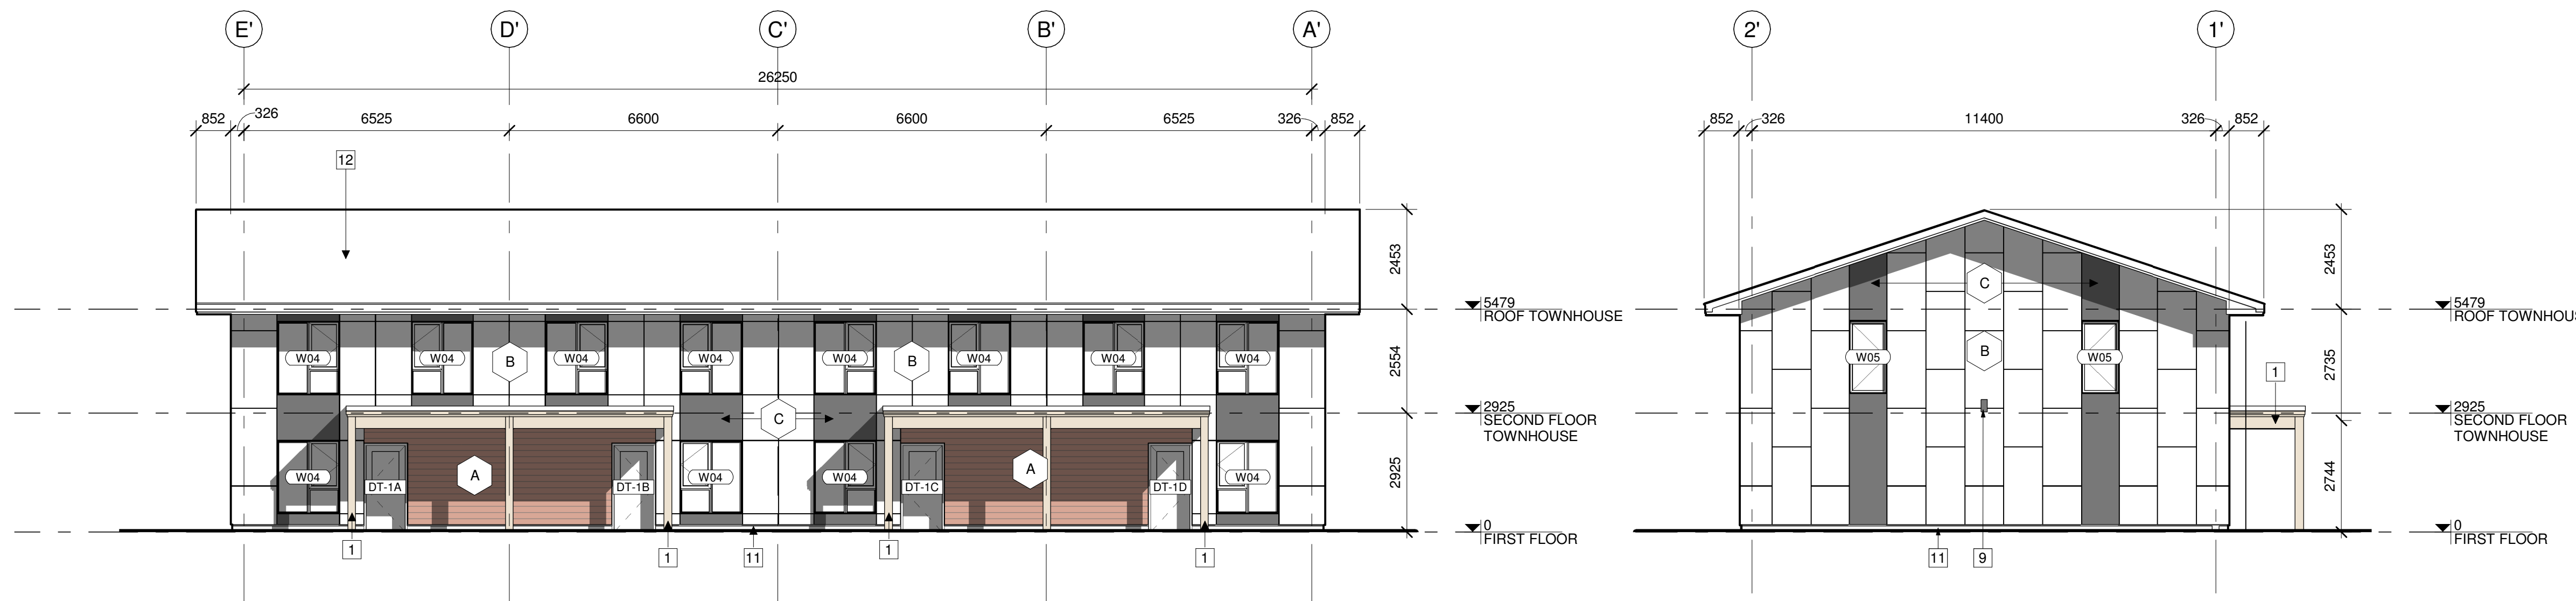 E' D' C' B' A' 2' 1'
26250
852 326 6525 6600 6600 6525 326 852 852 326 11400 326 852
12
2453 2453
C
5479 5479
ROOF TOWNHOUSE ROOF TOWNHOUS
W04 W04 W04 W04 W04 W04 W04 W04 W05 W05
B B B
2554 2735
1
2925 2925
SECOND FLOOR SECOND FLOOR
TOWNHOUSE TOWNHOUSE
C
W04 W04 W04 W04
A A
DT-1A DT-1B DT-1C DT-1D
2925 2744
0 0
FIRST FLOOR FIRST FLOOR
1 1 11 1 1 11 9